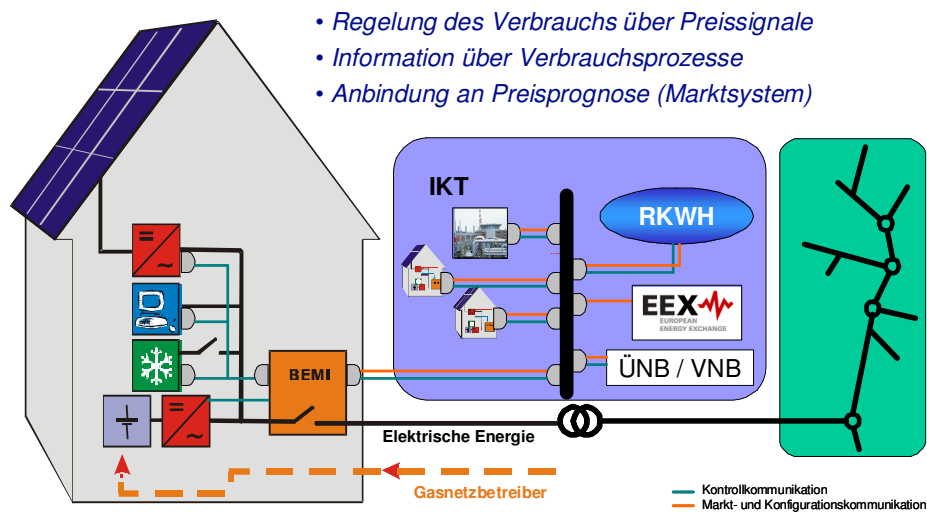 • Regelung des Verbrauchs über Preissignale
• Information über Verbrauchsprozesse
• Anbindung an Preisprognose (Marktsystem)
IKT
RKWH
EEX
EUROPEAN
ENERGY EXCHANGE
ÜNB / VNB
BEMI
Elektrische Energie
Gasnetzbetreiber
Kontrollkommunikation
Markt- und Konfigurationskommunikation